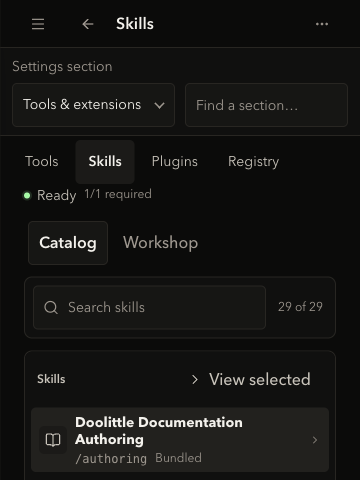 Skills
Settings section
Tools & extensions
Find a section…
Tools Skills Plugins Registry
Ready 1/1 required
Catalog Workshop
Search skills 29 of 29
Skills View selected
Doolittle Documentation
Authoring
/authoring Bundled